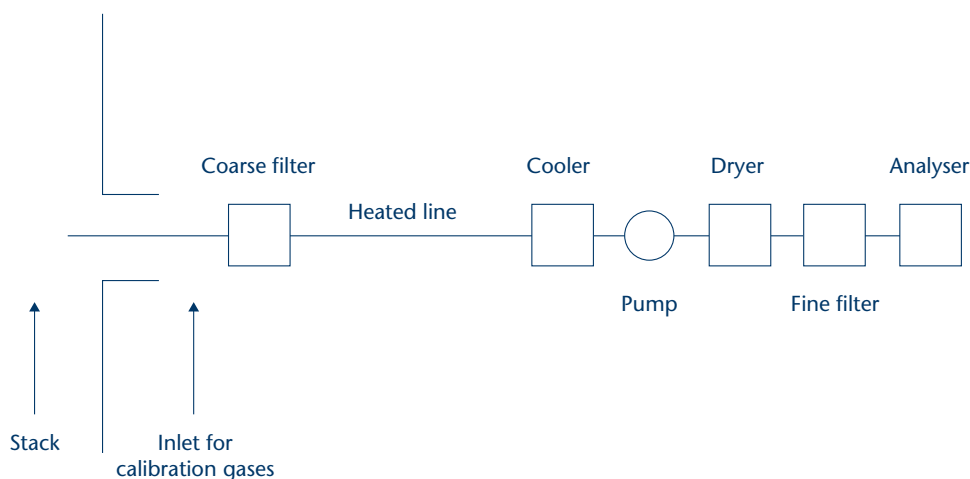 Coarse filter
Cooler
Dryer
Analyser
Heated line
Pump
Fine filter
Stack
Inlet for
calibration gases